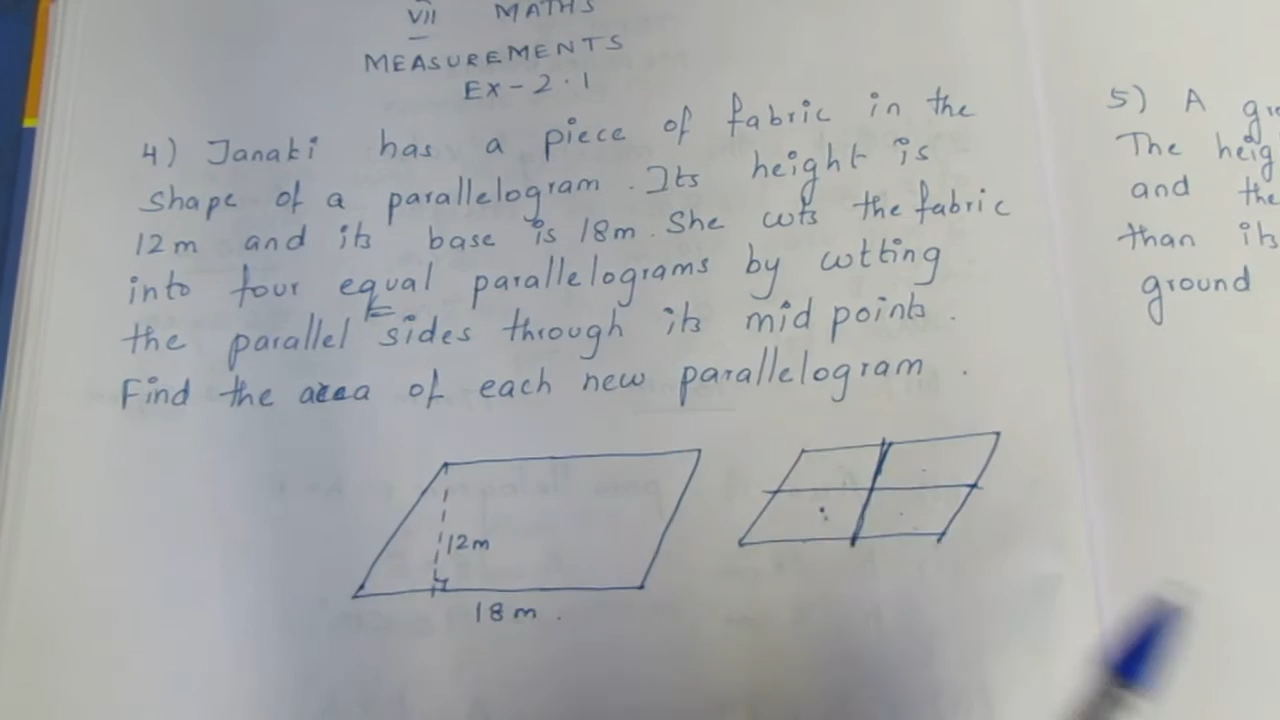 VII MATHS
MEASUREMENTS
EX-2.1
4) Janaki has a piece of fabric in the
shape of a parallelogram. Its height is
12m and its base is 18m. She cuts the fabric
into four equal parallelograms by cutting
the parallel sides through its mid points.
Find the area of each new parallelogram.
12m
18m.
5) A
The
and the
than its
ground